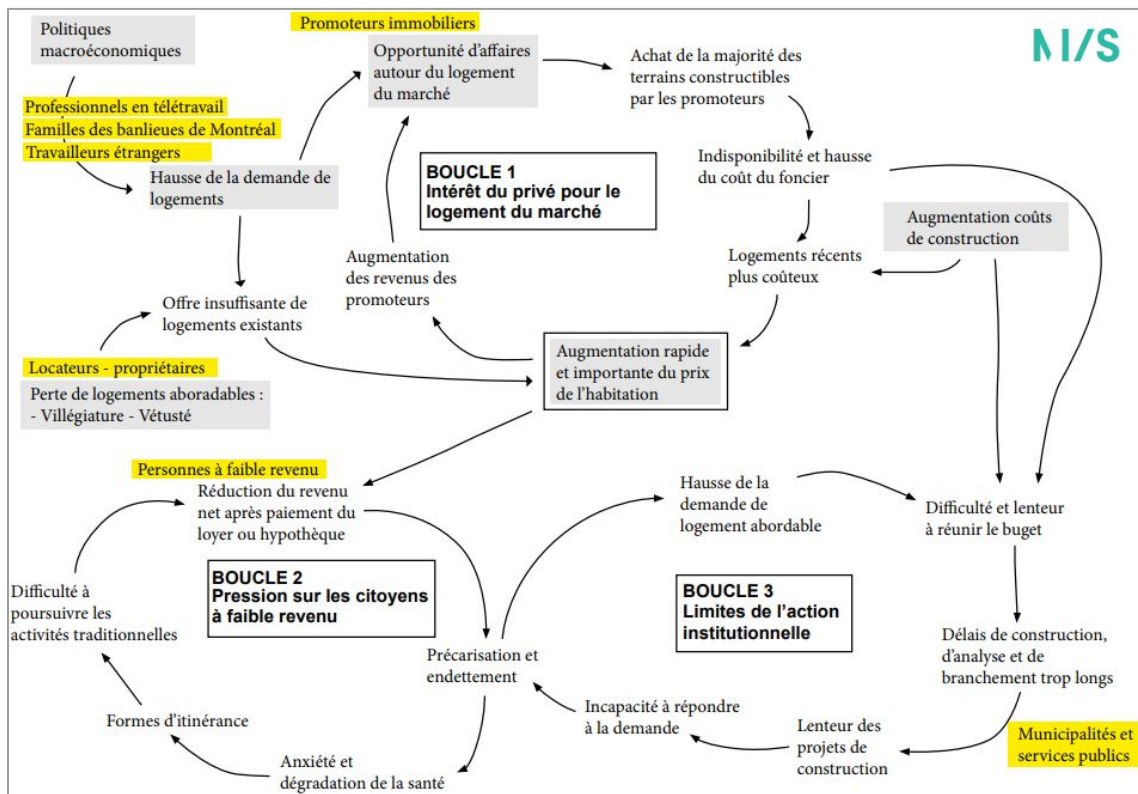 Politiques
macroéconomiques
Promoteurs immobiliers
Opportunité d'affaires
autour du logement
du marché
Achat de la majorité des
terrains constructibles
par les promoteurs
MI/S
Professionnels en télétravail
Familles des banlieues de Montréal
Travailleurs étrangers
Hausse de la demande de
logements
BOUCLE 1
Intérêt du privé pour le
logement du marché
Indisponibilité et hausse
du coût du foncier
Augmentation coûts
de construction
Augmentation
des revenus des
promoteurs
Logements récents
plus coûteux
Offre insuffisante de
logements existants
Locateurs - propriétaires
Perte de logements aboradables :
- Villégiature - Vétusté
Augmentation rapide
et importante du prix
de l'habitation
Personnes à faible revenu
Réduction du revenu
net après paiement du
loyer ou hypothèque
Hausse de la
demande de
logement abordable
Difficulté et lenteur
à réunir le buget
BOUCLE 2
Pression sur les citoyens
à faible revenu
BOUCLE 3
Limites de l'action
institutionnelle
Difficulté à
poursuivre les
activités traditionnelles
Précarisation et
endettement
Délais de construction,
d'analyse et de
branchement trop longs
Formes d'itinérance
Incapacité à répondre
à la demande
Lenteur des
projets de
construction
Municipalités et
services publics
Anxiété et
dégradation de la santé